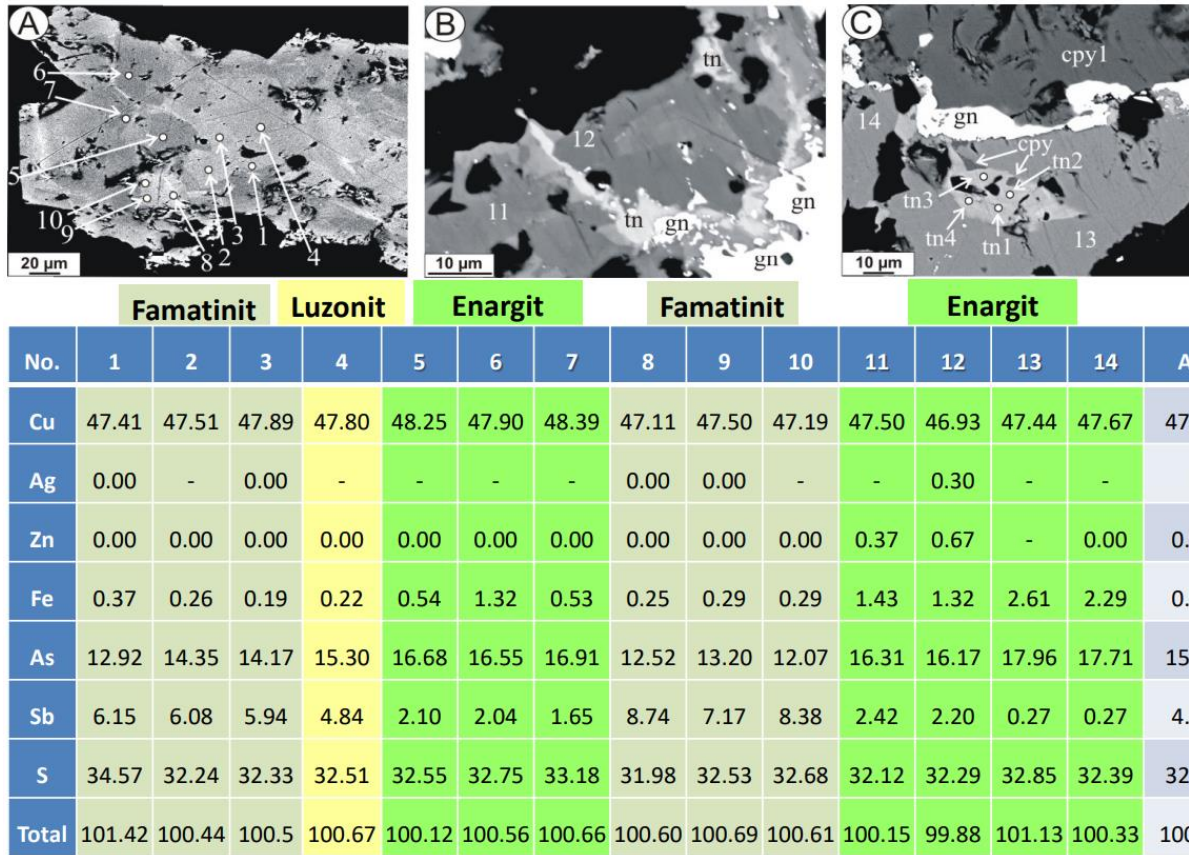 A
6
7
5
10
9
8
2
3
1
4
20 µm
B
tn
12
11
tn
gn
gn
gn
10 µm
C
cpy1
14
gn
cpy
tn2
tn3
tn4
tn1
13
10 µm
Famatinit Luzonit Enargit Famatinit Enargit
No. 1 2 3 4 5 6 7 8 9 10 11 12 13 14 A
Cu 47.41 47.51 47.89 47.80 48.25 47.90 48.39 47.11 47.50 47.19 47.50 46.93 47.44 47.67 47
Ag 0.00 - 0.00 - - - - 0.00 0.00 - - 0.30 - -
Zn 0.00 0.00 0.00 0.00 0.00 0.00 0.00 0.00 0.00 0.00 0.37 0.67 - 0.00 0.
Fe 0.37 0.26 0.19 0.22 0.54 1.32 0.53 0.25 0.29 0.29 1.43 1.32 2.61 2.29 0.
As 12.92 14.35 14.17 15.30 16.68 16.55 16.91 12.52 13.20 12.07 16.31 16.17 17.96 17.71 15
Sb 6.15 6.08 5.94 4.84 2.10 2.04 1.65 8.74 7.17 8.38 2.42 2.20 0.27 0.27 4.
S 34.57 32.24 32.33 32.51 32.55 32.75 33.18 31.98 32.53 32.68 32.12 32.29 32.85 32.39 32
Total 101.42 100.44 100.5 100.67 100.12 100.56 100.66 100.60 100.69 100.61 100.15 99.88 101.13 100.33 100